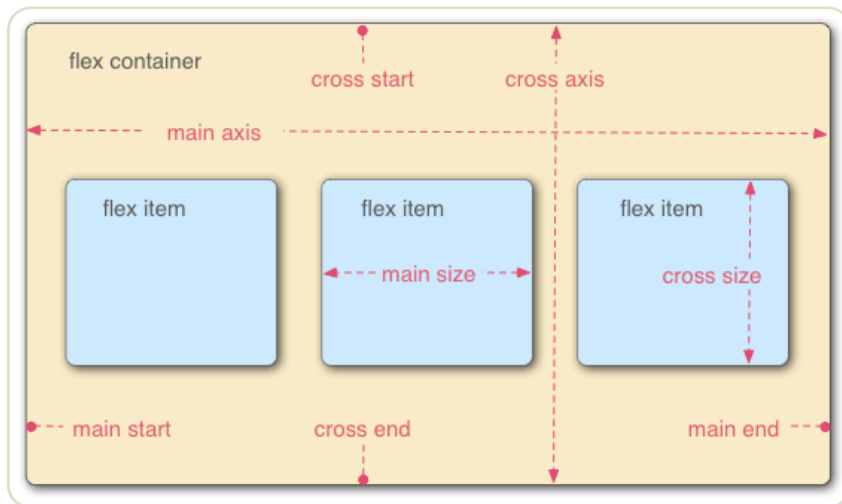 flex container
cross start
cross axis
main axis
flex item
flex item
flex item
main size
cross size
main start
cross end
main end